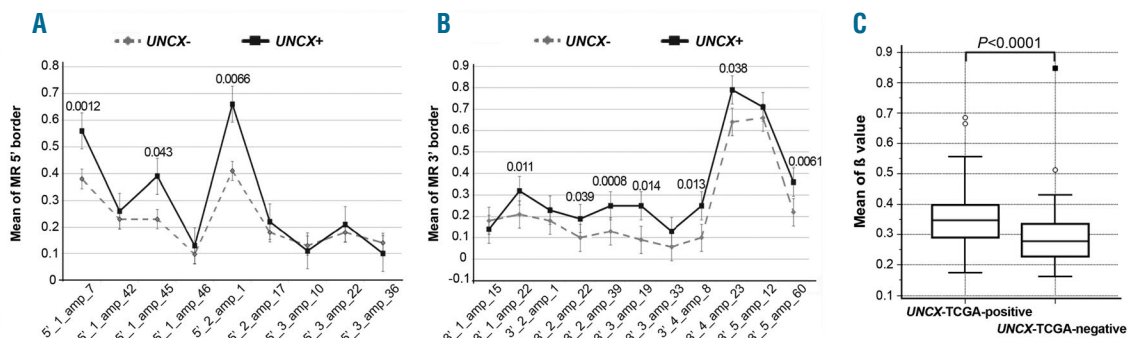 A
UNCX-
UNCX+
Mean of MR 5' border
0.8
0.7
0.6
0.5
0.4
0.3
0.2
0.1
0
0.0012
0.043
0.0066
5'_1_amp_7
5'_1_amp_42
5'_1_amp_45
5'_1_amp_46
5'_2_amp_1
5'_2_amp_17
5'_3_amp_10
5'_3_amp_22
5'_3_amp_36
B
UNCX-
UNCX+
Mean of MR 3' border
0.9
0.8
0.7
0.6
0.5
0.4
0.3
0.2
0.1
0
-0.1
0.011
0.039
0.0008
0.014
0.013
0.038
0.0061
3'_1_amp_15
3'_1_amp_22
3'_2_amp_1
3'_2_amp_22
3'_2_amp_39
3'_3_amp_19
3'_3_amp_33
3'_4_amp_8
3'_4_amp_23
3'_5_amp_12
3'_5_amp_60
C
P<0.0001
Mean of ß value
0.9
0.8
0.7
0.6
0.5
0.4
0.3
0.2
0.1
UNCX-TCGA-positive
UNCX-TCGA-negative